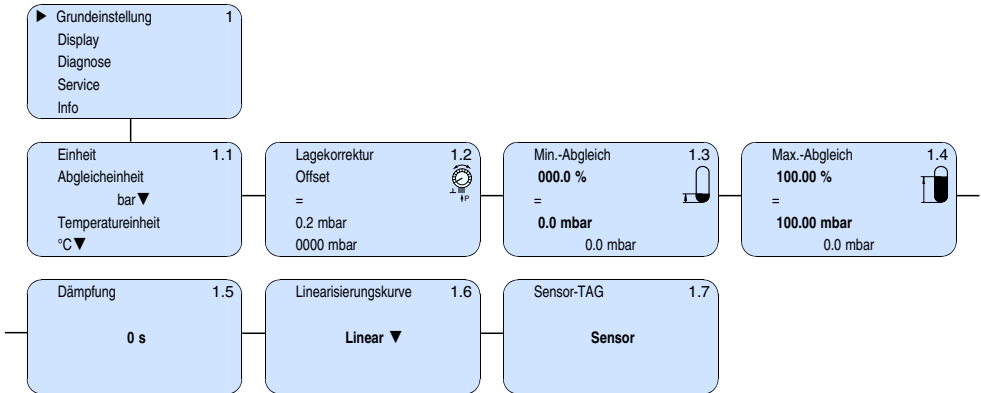 ▶ Grundeinstellung 1
Display
Diagnose
Service
Info
Einheit 1.1
Abgleicheinheit
bar▼
Temperatureinheit
°C▼
Lagekorrektur 1.2
Offset
=
0.2 mbar
0000 mbar
P
Min.-Abgleich 1.3
000.0 %
=
0.0 mbar
0.0 mbar
Max.-Abgleich 1.4
100.00 %
=
100.00 mbar
0.0 mbar
Dämpfung 1.5
0 s
Linearisierungskurve 1.6
Linear ▼
Sensor-TAG 1.7
Sensor